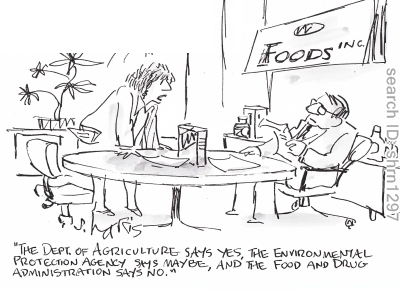 W
FOODS INC.
W
"THE DEPT. OF AGRICULTURE SAYS YES, THE ENVIRONMENTAL
PROTECTION AGENCY SAYS MAYBE, AND THE FOOD AND DRUG
ADMINISTRATION SAYS NO."
search ID: shrn1297